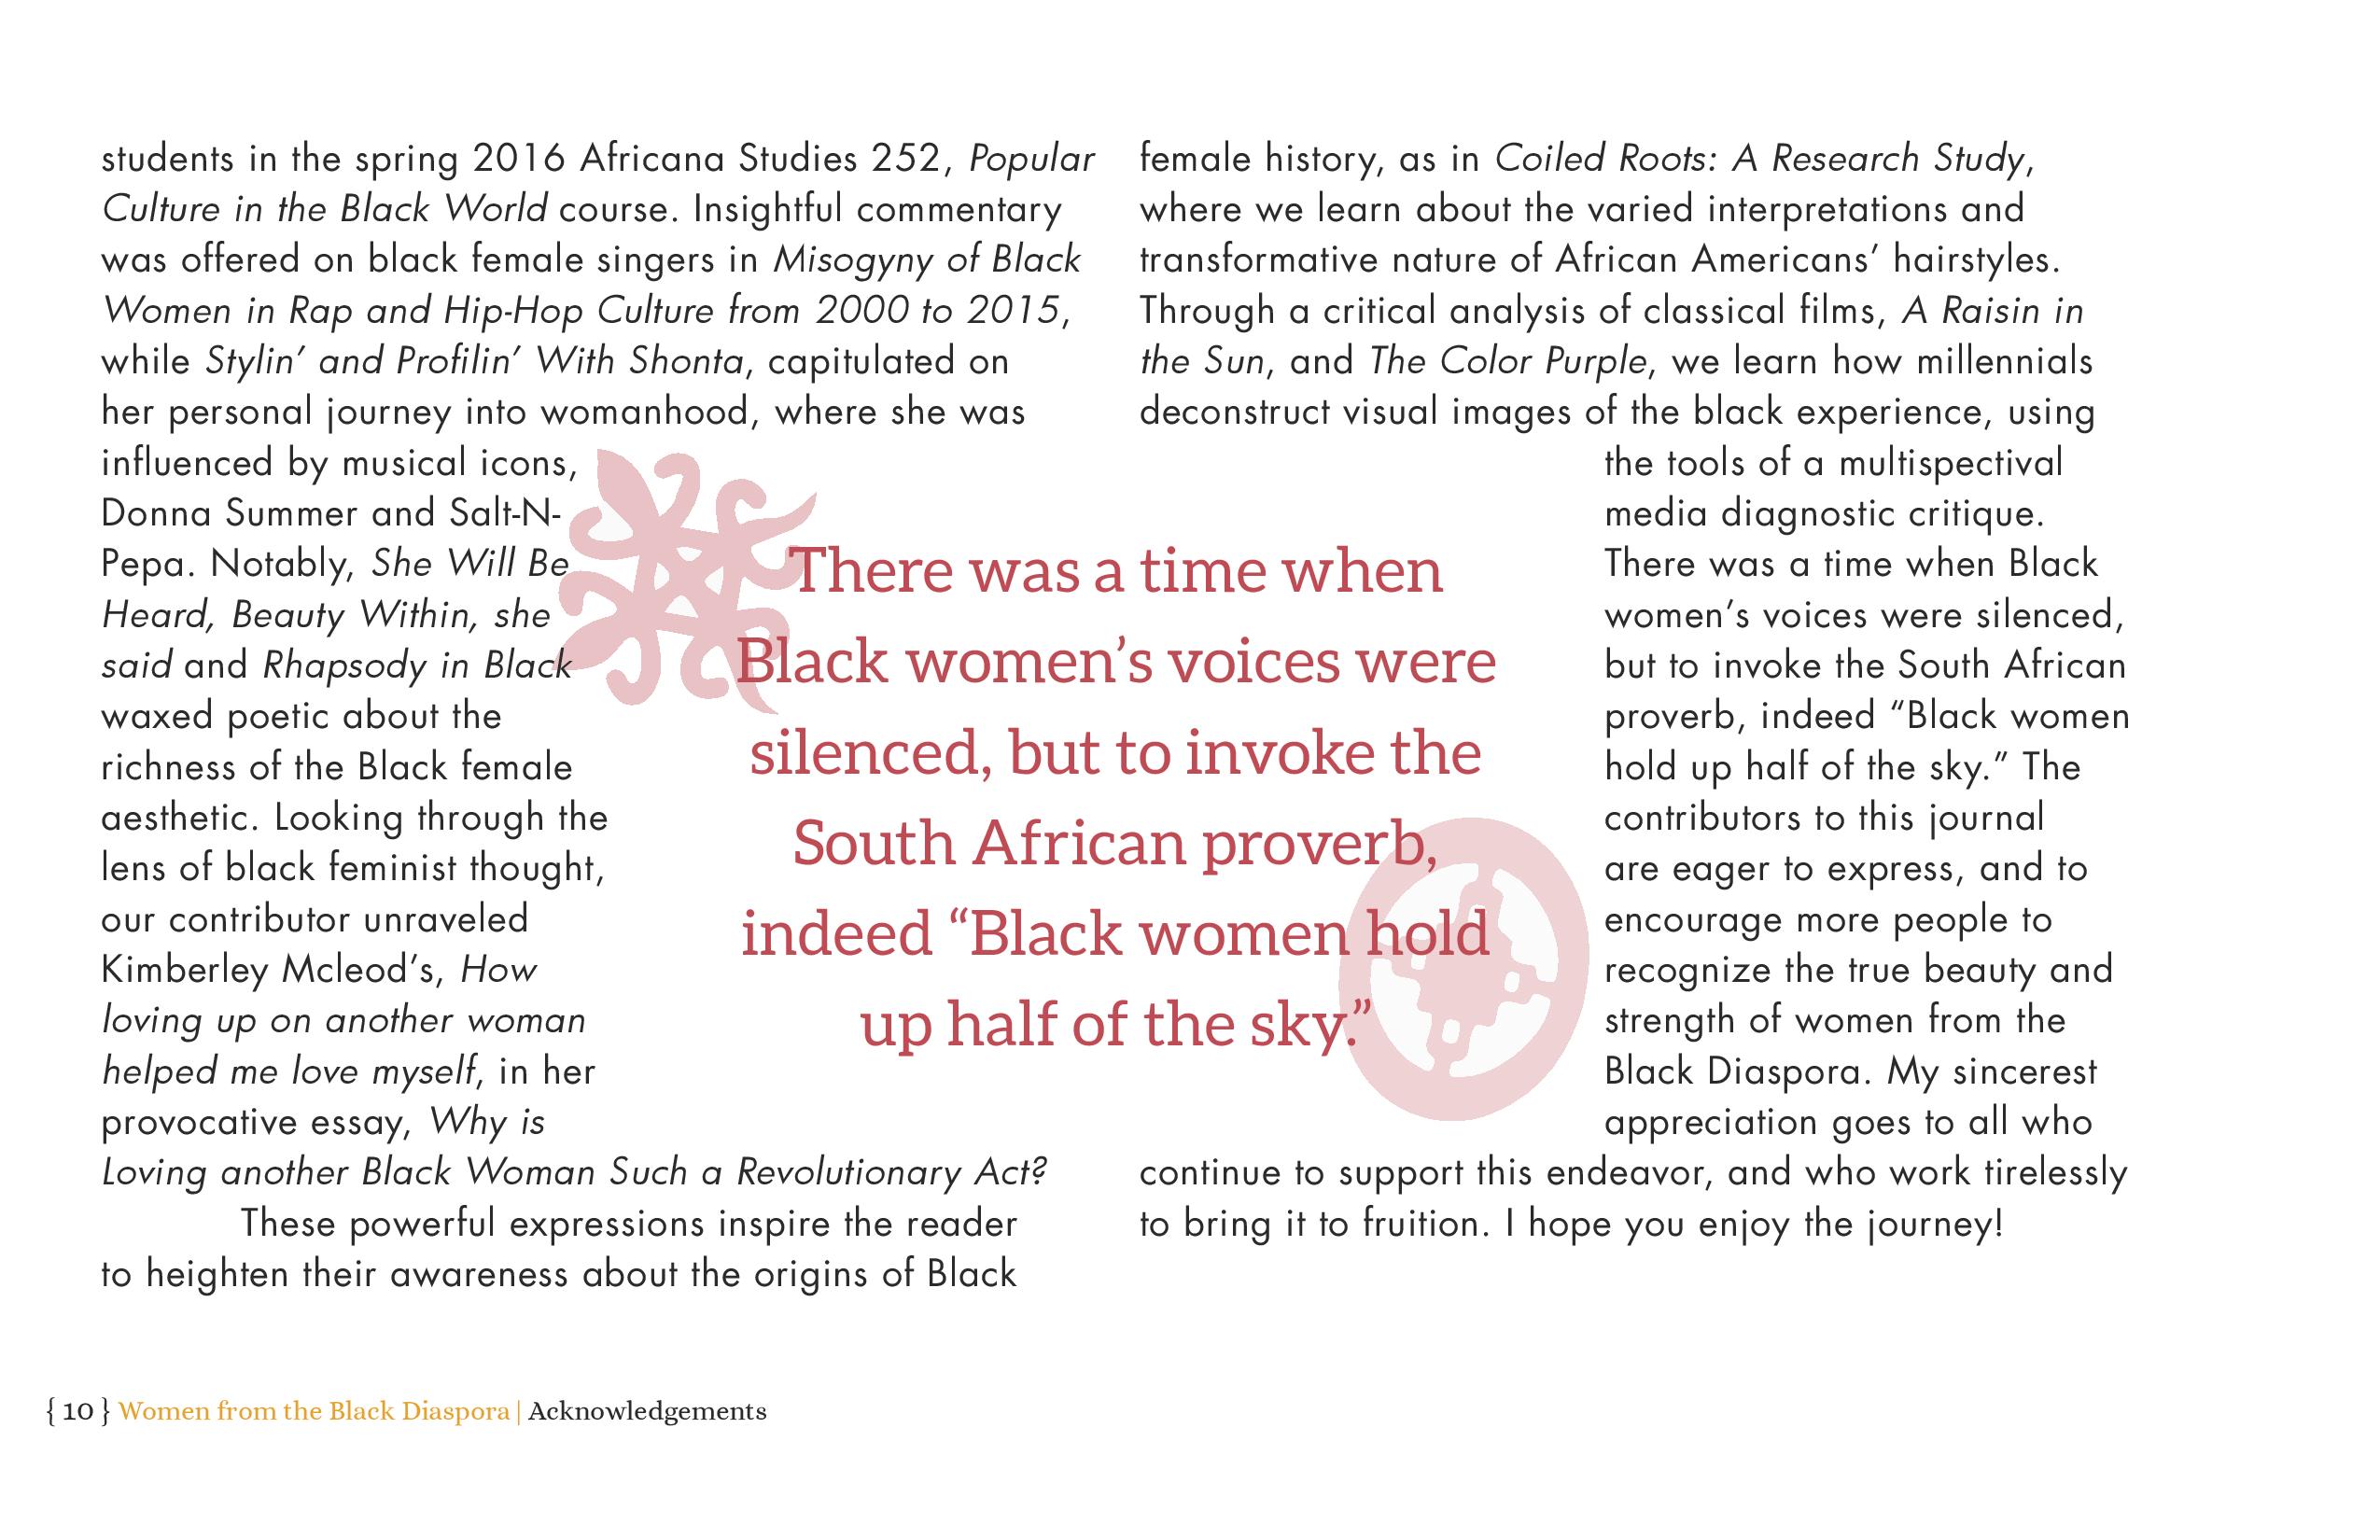 students in the spring 2016 Africana Studies 252, Popular
Culture in the Black World course. Insightful commentary
was offered on black female singers in Misogyny of Black
Women in Rap and Hip-Hop Culture from 2000 to 2015,
while Stylin’ and Profilin’ With Shonta, capitulated on
her personal journey into womanhood, where she was
influenced by musical icons,
Donna Summer and Salt-N-
Pepa. Notably, She Will Be
Heard, Beauty Within, she
said and Rhapsody in Black
waxed poetic about the
richness of the Black female
aesthetic. Looking through the
lens of black feminist thought,
our contributor unraveled
Kimberley Mcleod’s, How
loving up on another woman
helped me love myself, in her
provocative essay, Why is
Loving another Black Woman Such a Revolutionary Act?
These powerful expressions inspire the reader
to heighten their awareness about the origins of Black
There was a time when
Black women’s voices were
silenced, but to invoke the
South African proverb,
indeed “Black women hold
up half of the sky.”
female history, as in Coiled Roots: A Research Study,
where we learn about the varied interpretations and
transformative nature of African Americans’ hairstyles.
Through a critical analysis of classical films, A Raisin in
the Sun, and The Color Purple, we learn how millennials
deconstruct visual images of the black experience, using
the tools of a multispectival
media diagnostic critique.
There was a time when Black
women’s voices were silenced,
but to invoke the South African
proverb, indeed “Black women
hold up half of the sky.” The
contributors to this journal
are eager to express, and to
encourage more people to
recognize the true beauty and
strength of women from the
Black Diaspora. My sincerest
appreciation goes to all who
continue to support this endeavor, and who work tirelessly
to bring it to fruition. I hope you enjoy the journey!
{ 10 } Women from the Black Diaspora | Acknowledgements